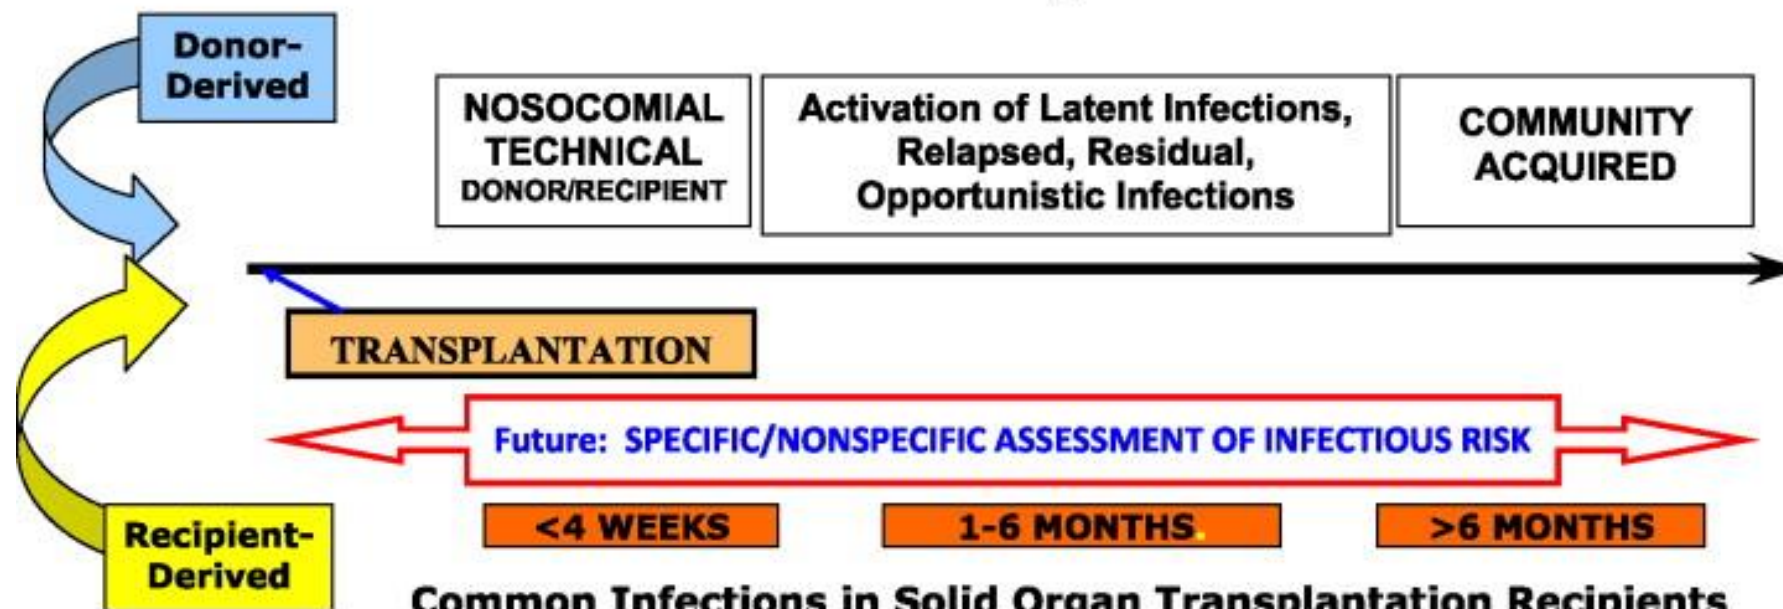 Donor-
Derived
NOSOCOMIAL
TECHNICAL
DONOR/RECIPIENT
Activation of Latent Infections,
Relapsed, Residual,
Opportunistic Infections
COMMUNITY
ACQUIRED
TRANSPLANTATION
Future: SPECIFIC/NONSPECIFIC ASSESSMENT OF INFECTIOUS RISK
<4 WEEKS
1-6 MONTHS.
>6 MONTHS
Recipient-
Derived
Common Infections in Solid Organ Transplantation Recipients